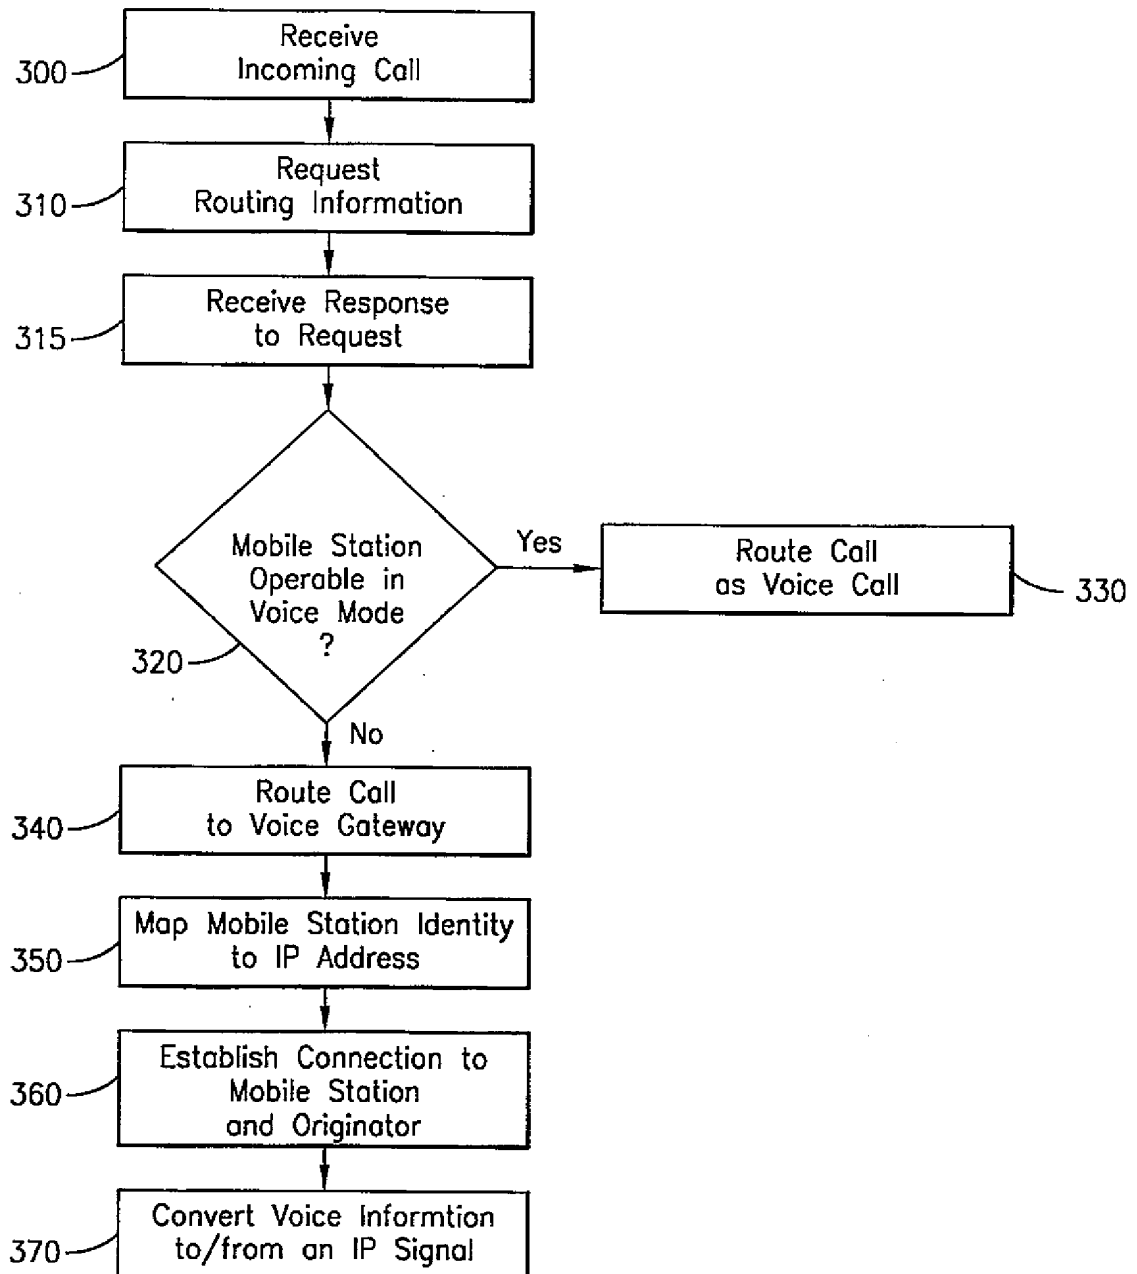 Receive
Incoming Call
300
Request
Routing Information
310
Receive Response
to Request
315
Mobile Station
Operable in
Voice Mode
?
320
Yes
Route Call
as Voice Call
330
No
Route Call
to Voice Gateway
340
Map Mobile Station Identity
to IP Address
350
Establish Connection to
Mobile Station
and Originator
360
Convert Voice Informtion
to/from an IP Signal
370